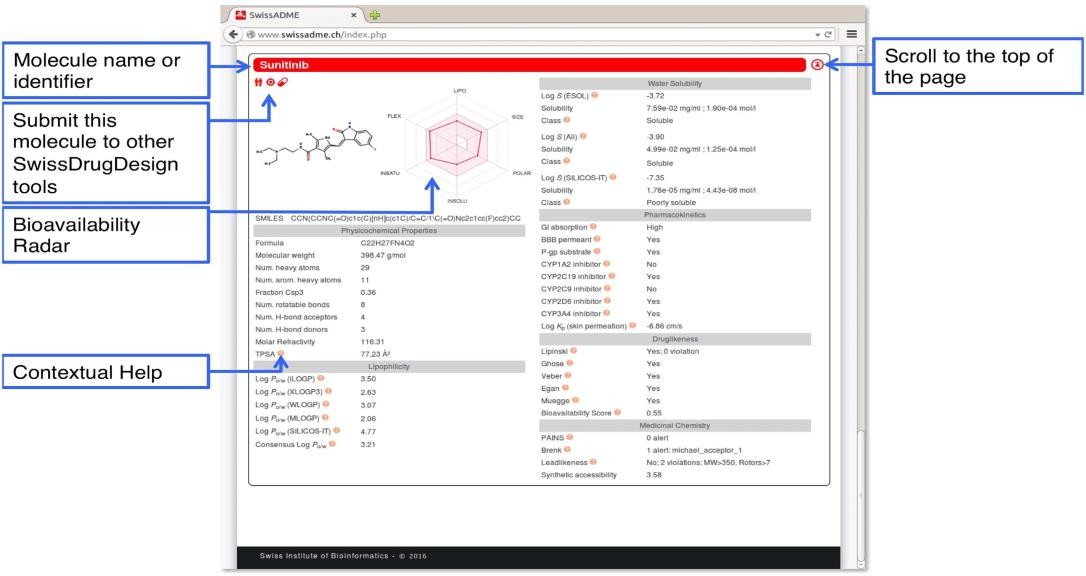 SwissADME
www.swissadme.ch/index.php
Molecule name or
identifier
Submit this
molecule to other
SwissDrugDesign
tools
Bioavailability
Radar
Contextual Help
Scroll to the top of
the page
Sunitinib
LIPO
FLEX
SIZE
INSATU
POLAR
INSOLU
SMILES CCN(CCNC(=O)c1c(C)[nH]c(c1C)/C=C/1\C(=O)Nc2c1cc(F)cc2)CC
Physicochemical Properties
Formula C22H27FN4O2
Molecular weight 398.47 g/mol
Num. heavy atoms 29
Num. arom. heavy atoms 11
Fraction Csp3 0.36
Num. rotatable bonds 8
Num. H-bond acceptors 4
Num. H-bond donors 3
Molar Refractivity 116.31
TPSA 77.23 Å²
Lipophilicity
Log Po/w (iLOGP) 3.50
Log Po/w (XLOGP3) 2.63
Log Po/w (WLOGP) 3.07
Log Po/w (MLOGP) 2.06
Log Po/w (SILICOS-IT) 4.77
Consensus Log Po/w 3.21
Water Solubility
Log S (ESOL) -3.72
Solubility 7.59e-02 mg/ml ; 1.90e-04 mol/l
Class Soluble
Log S (Ali) -3.90
Solubility 4.99e-02 mg/ml ; 1.25e-04 mol/l
Class Soluble
Log S (SILICOS-IT) -7.35
Solubility 1.76e-05 mg/ml ; 4.43e-08 mol/l
Class Poorly soluble
Pharmacokinetics
GI absorption High
BBB permeant Yes
P-gp substrate Yes
CYP1A2 inhibitor No
CYP2C19 inhibitor Yes
CYP2C9 inhibitor No
CYP2D6 inhibitor Yes
CYP3A4 inhibitor Yes
Log Kp (skin permeation) -6.86 cm/s
Druglikeness
Lipinski Yes; 0 violation
Ghose Yes
Veber Yes
Egan Yes
Muegge Yes
Bioavailability Score 0.55
Medicinal Chemistry
PAINS 0 alert
Brenk 1 alert: michael_acceptor_1
Leadlikeness No; 2 violations: MW>350, Rotors>7
Synthetic accessibility 3.58
Swiss Institute of Bioinformatics - © 2016